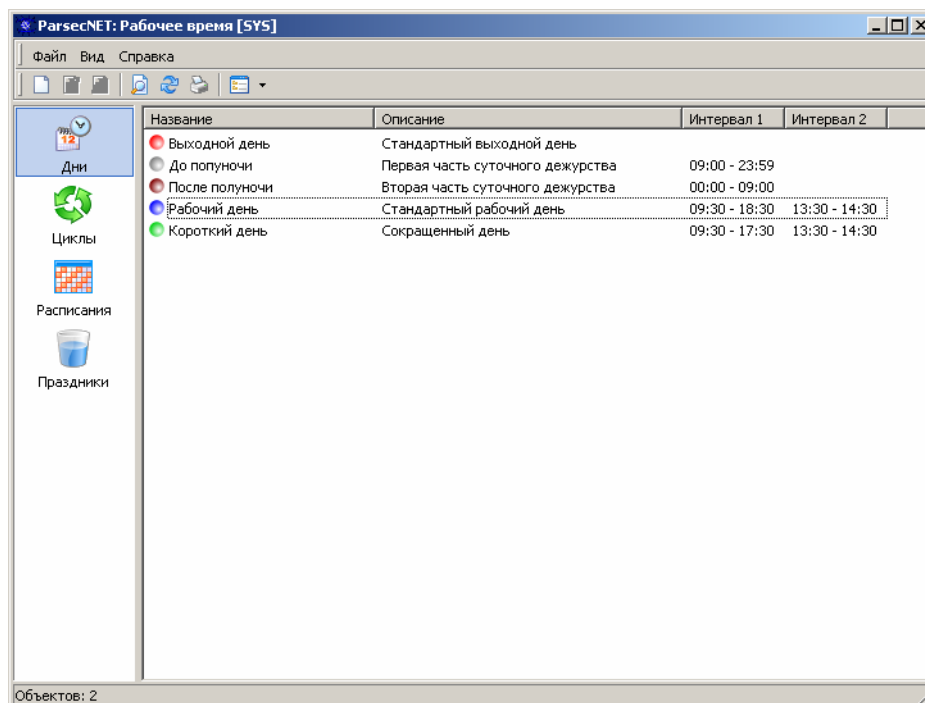 ParsecNET: Рабочее время [SYS]
Файл Вид Справка
Название Описание Интервал 1 Интервал 2
12
Дни
Циклы
Расписания
Праздники
Выходной день Стандартный выходной день
До попуночи Первая часть суточного дежурства 09:00 - 23:59
После полуночи Вторая часть суточного дежурства 00:00 - 09:00
Рабочий день Стандартный рабочий день 09:30 - 18:30 13:30 - 14:30
Короткий день Сокращенный день 09:30 - 17:30 13:30 - 14:30
Объектов: 2